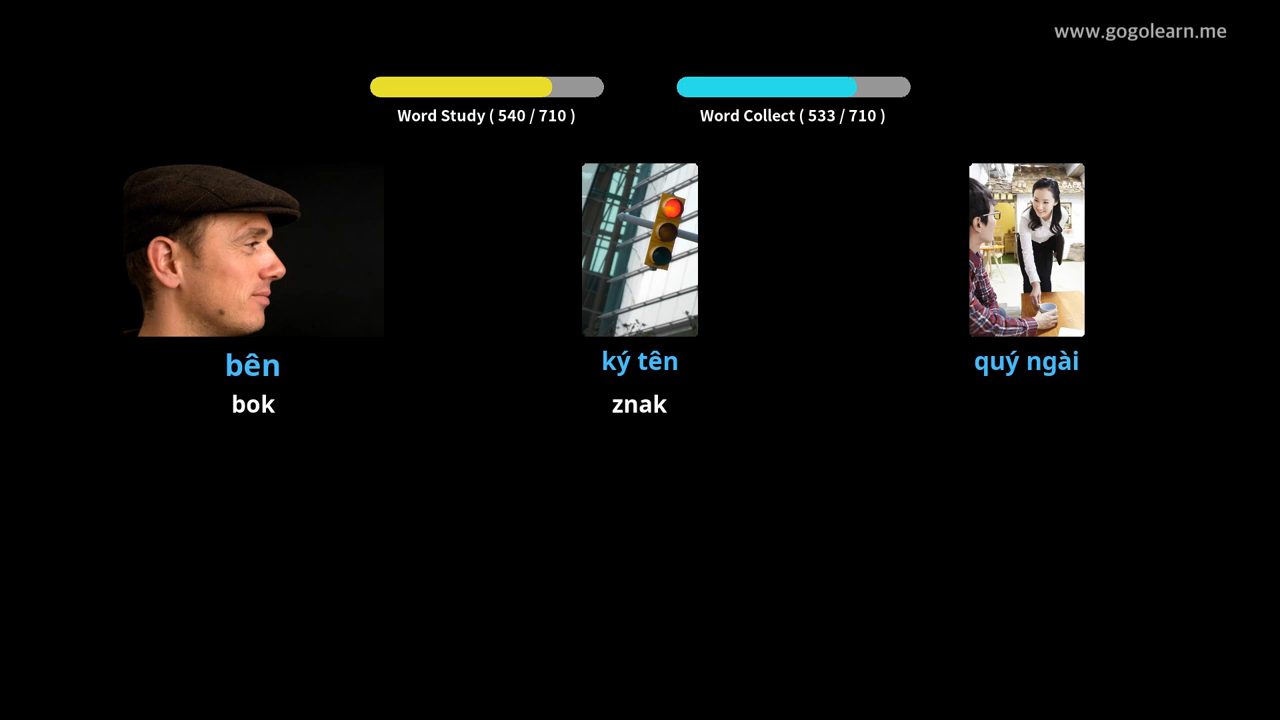 www.gogolearn.me
Word Study ( 540 / 710 )
Word Collect ( 533 / 710 )
bên
bok
ký tên
znak
quý ngài